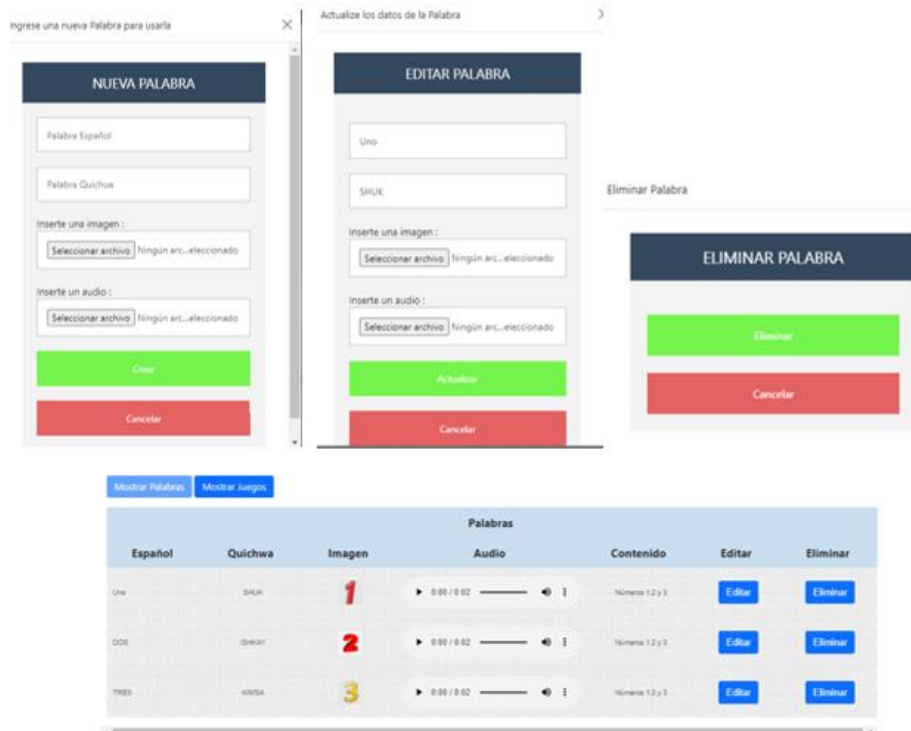 ngrese una nueva Palabra para usarla
NUEVA PALABRA
Palabra Español
Palabra Quichua
Inserte una imagen :
Seleccionar archivo Ningún arc...eleccionado
Inserte un audio :
Seleccionar archivo Ningún arc...eleccionado
Crear
Cancelar
Actualize los datos de la Palabra
EDITAR PALABRA
Uno
SHUK
Inserte una imagen :
Seleccionar archivo Ningún arc...eleccionado
Inserte un audio :
Seleccionar archivo Ningún arc...eleccionado
Actualizar
Cancelar
Eliminar Palabra
ELIMINAR PALABRA
Eliminar
Cancelar
Mostrar Palabras Mostrar Juegos
Palabras
Español Quichwa Imagen Audio Contenido Editar Eliminar
Uno SHUK 1 0:00 / 0:02 Números 1,2 y 3 Editar Eliminar
DOS ISHKAY 2 0:00 / 0:02 Números 1,2 y 3 Editar Eliminar
TRES KIMSA 3 0:00 / 0:02 Números 1,2 y 3 Editar Eliminar